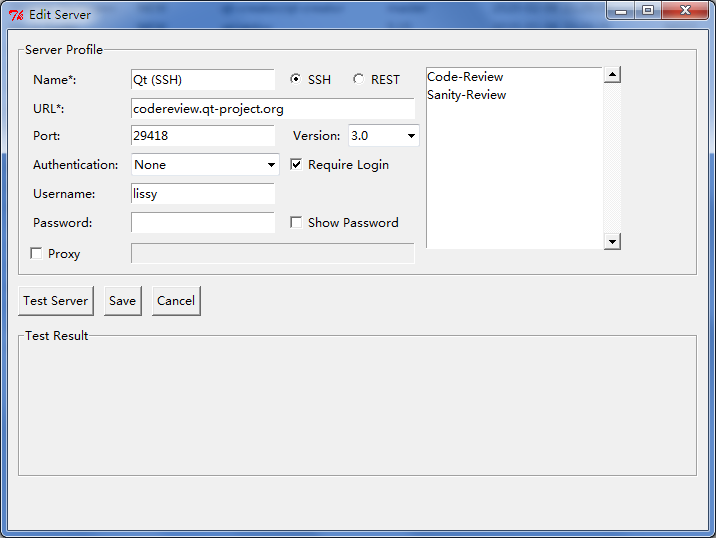 Edit Server
Server Profile
Name*: Qt (SSH) SSH REST
URL*: codereview.qt-project.org
Port: 29418 Version: 3.0
Authentication: None Require Login
Username: lissy
Password: Show Password
Proxy
Code-Review
Sanity-Review
Test Server Save Cancel
Test Result